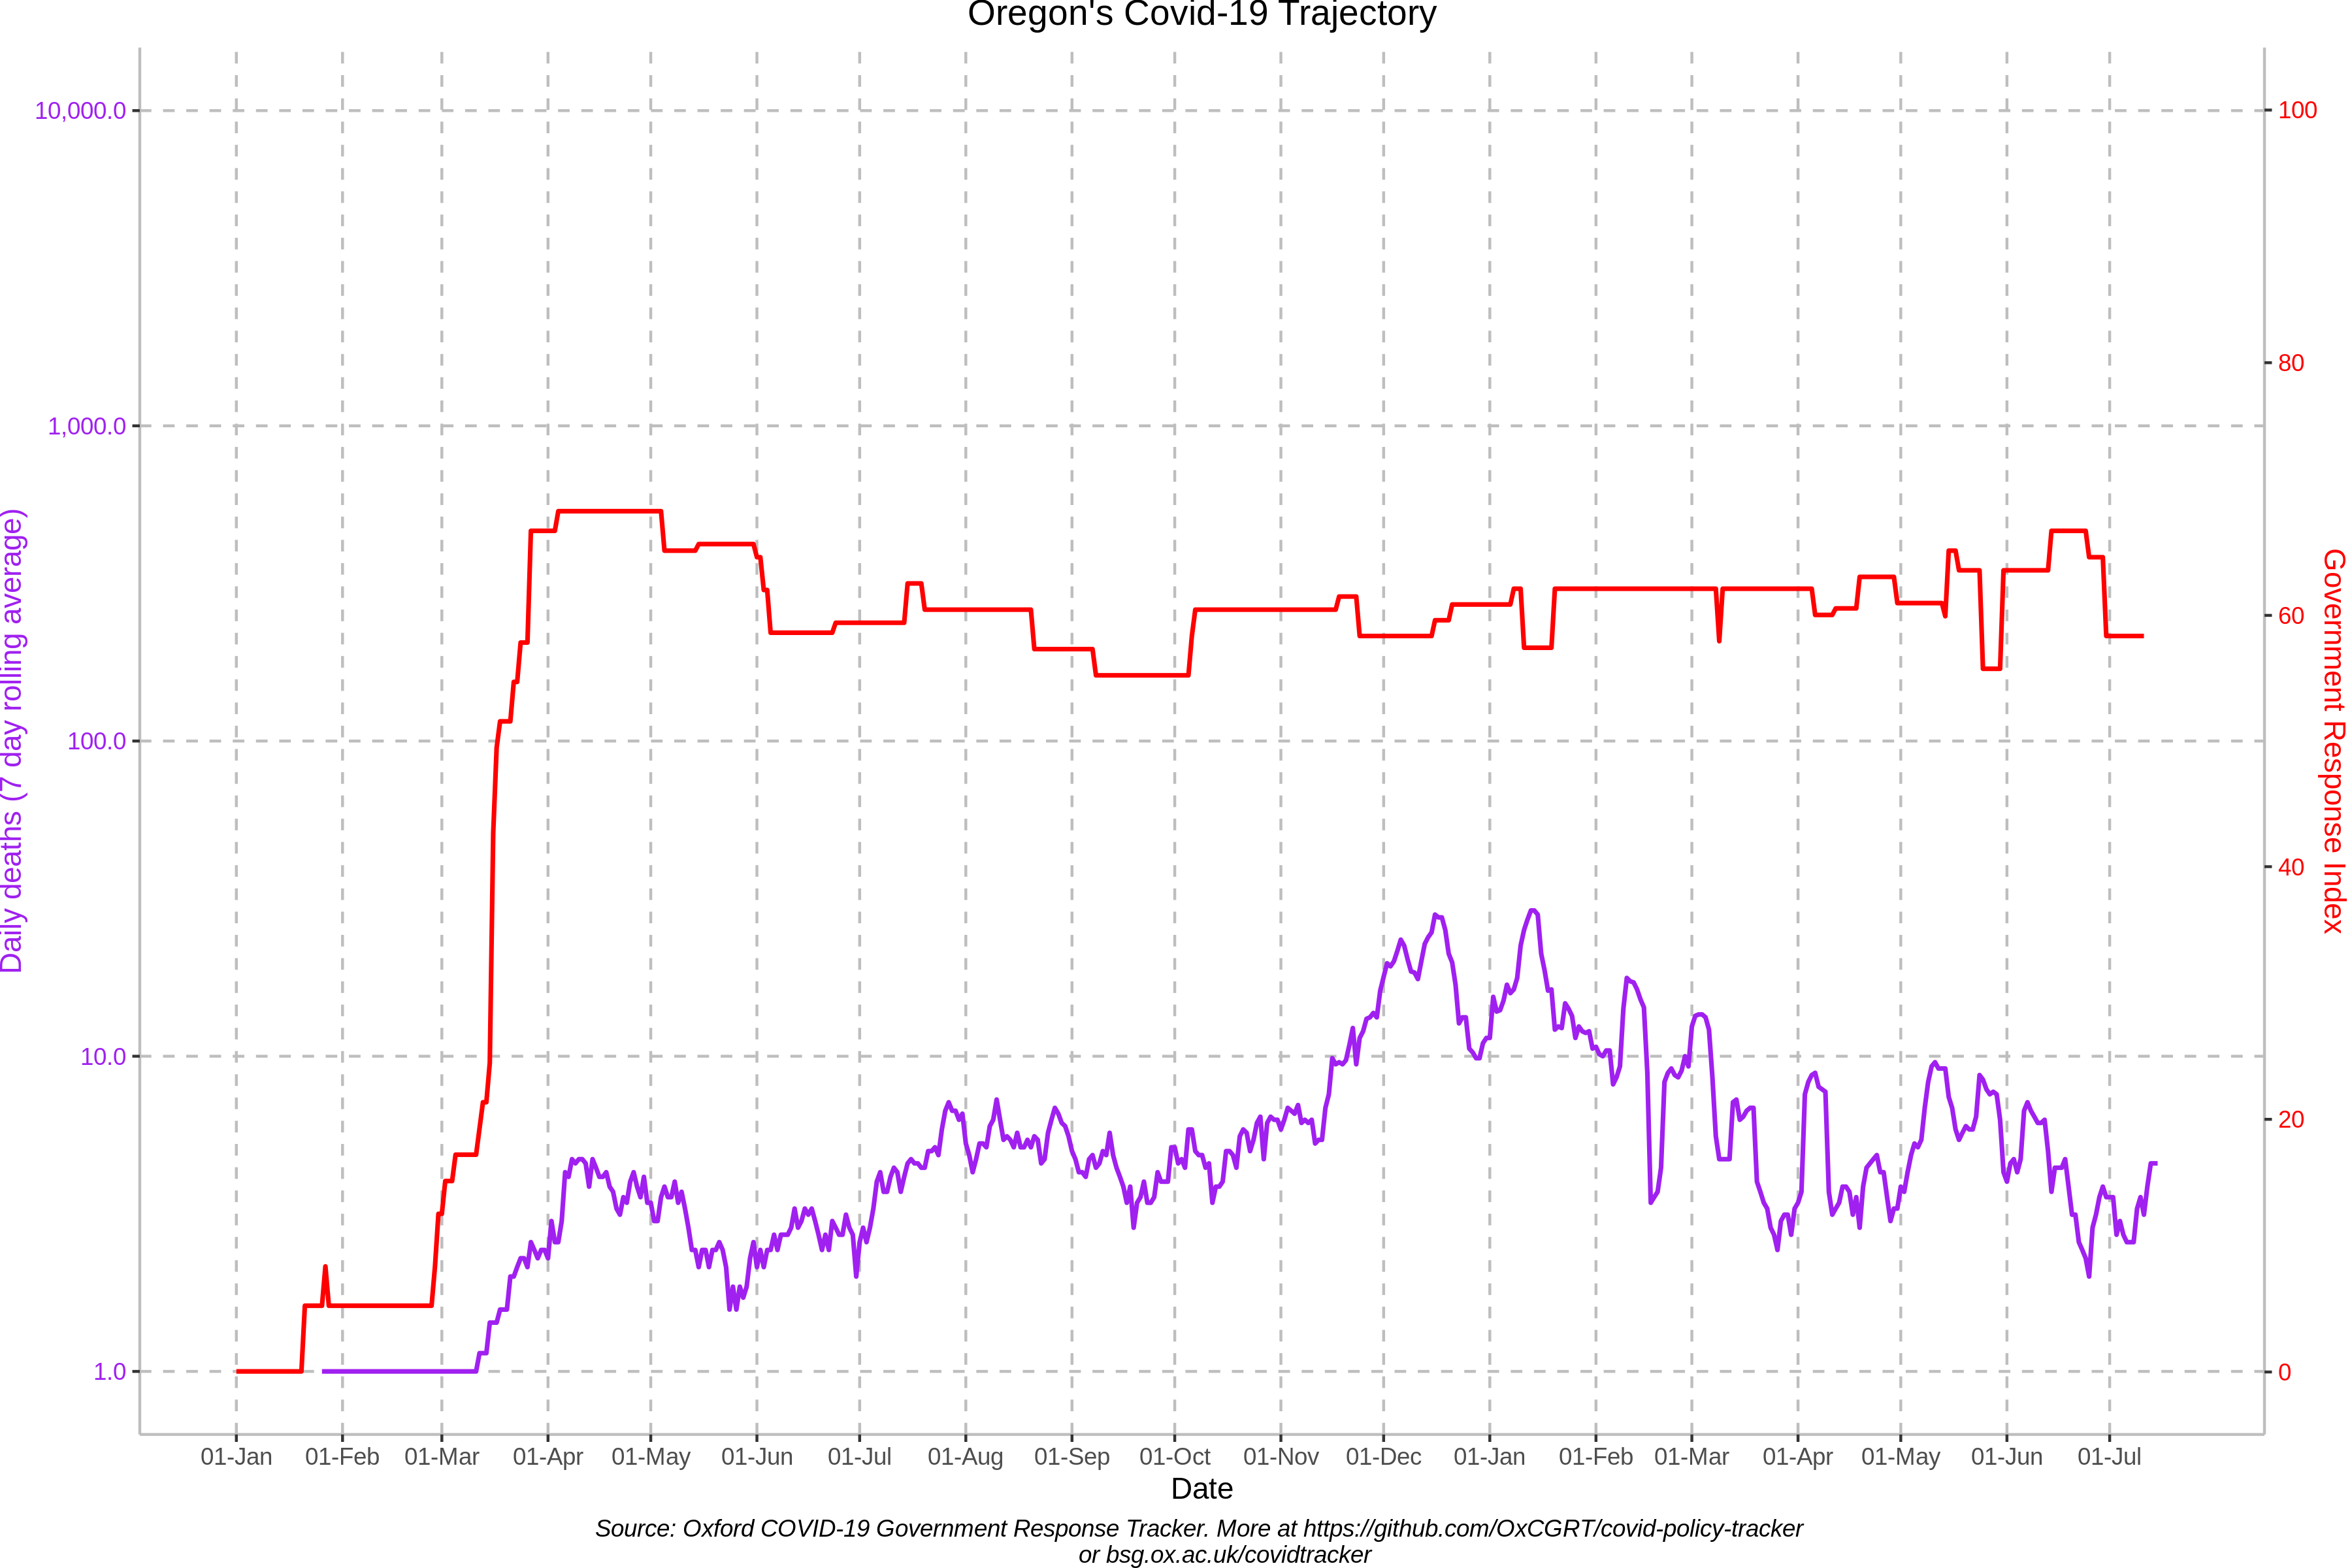 Oregon's Covid-19 Trajectory
10,000.0
1,000.0
100.0
10.0
1.0
Daily deaths (7 day rolling average)
100
80
60
40
20
0
Government Response Index
01-Jan
01-Feb
01-Mar
01-Apr
01-May
01-Jun
01-Jul
01-Aug
01-Sep
01-Oct
01-Nov
01-Dec
01-Jan
01-Feb
01-Mar
01-Apr
01-May
01-Jun
01-Jul
Date
Source: Oxford COVID-19 Government Response Tracker. More at https://github.com/OxCGRT/covid-policy-tracker
or bsg.ox.ac.uk/covidtracker